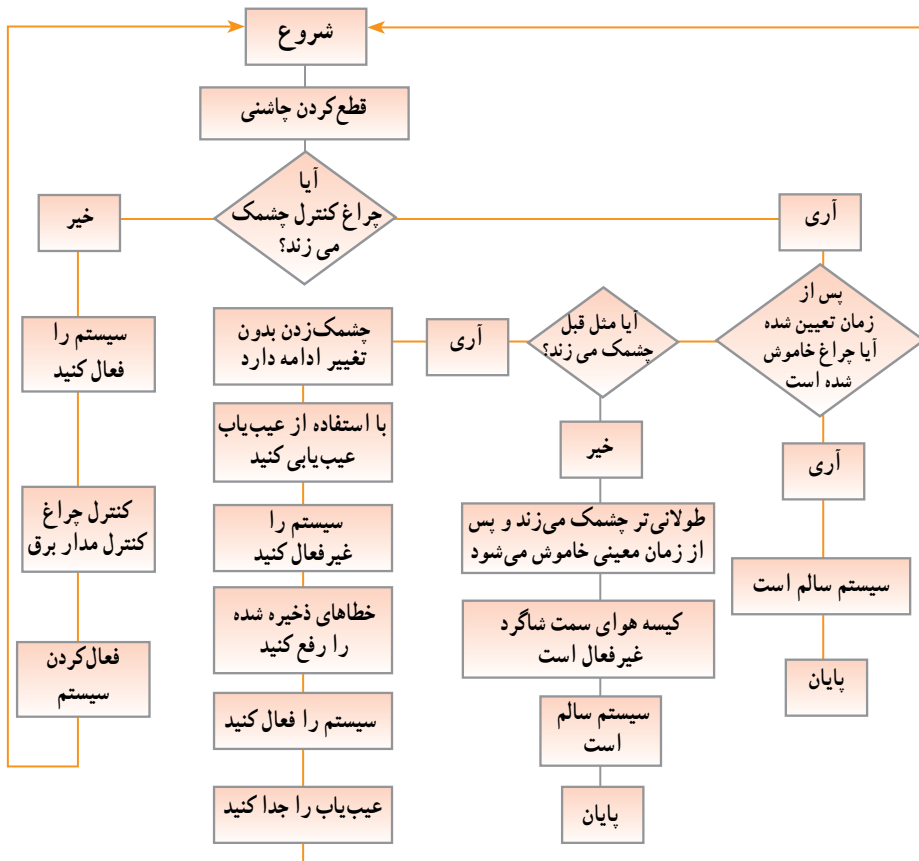 شروع
قطع‌کردن چاشنی
آیا
چراغ کنترل چشمک
می زند؟
آری
پس از
زمان تعیین شده
آیا چراغ خاموش
شده است
آری
سیستم سالم است
پایان
آیا مثل قبل
چشمک می زند؟
خیر
طولانی‌تر چشمک می‌زند و پس
از زمان معینی خاموش می‌شود
کیسه هوای سمت شاگرد
غیرفعال است
سیستم سالم
است
پایان
آری
چشمک‌زدن بدون
تغییر ادامه دارد
با استفاده از عیب‌یاب
عیب‌یابی کنید
سیستم را
غیرفعال کنید
خطاهای ذخیره شده
را رفع کنید
سیستم را فعال کنید
عیب‌یاب را جدا کنید
خیر
سیستم را
فعال کنید
کنترل چراغ
کنترل مدار برق
فعال‌کردن
سیستم